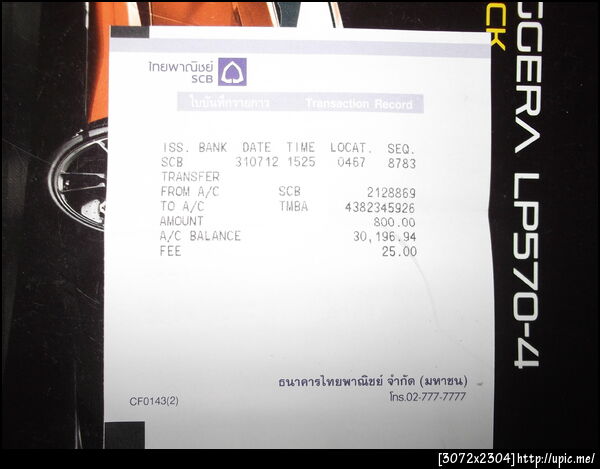 ไทยพาณิชย์
SCB
ใบบันทึกรายการ Transaction Record
ISS. BANK DATE TIME LOCAT. SEQ.
SCB 310712 1525 0467 8783
TRANSFER
FROM A/C SCB 2128869
TO A/C TMBA 4382345926
AMOUNT 800.00
A/C BALANCE 30,196.94
FEE 25.00
ธนาคารไทยพาณิชย์ จำกัด (มหาชน)
CF0143(2) โทร.02-777-7777
LP570-4
[3072x2304]http://upic.me/